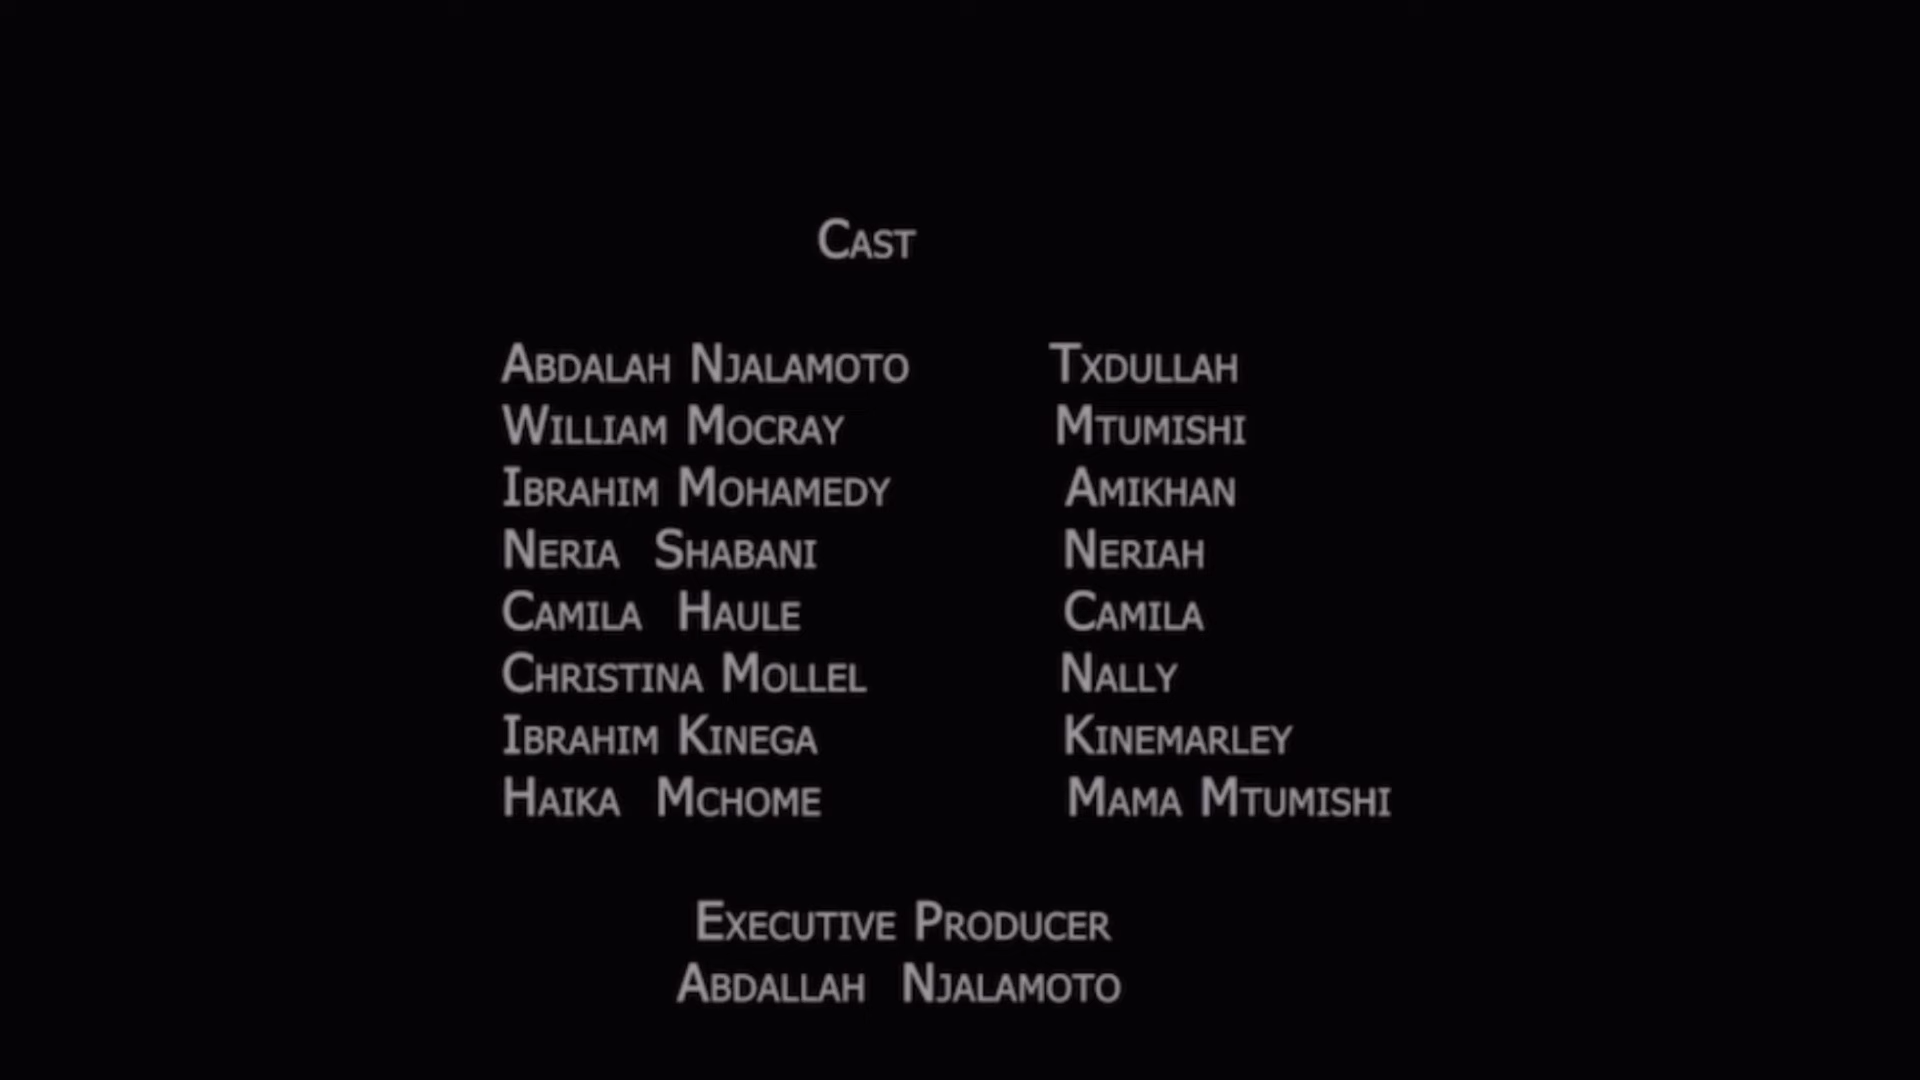 Cast
Abdalah Njalamoto Txdullah
William Mocray Mtumishi
Ibrahim Mohamedy Amikhan
Neria Shabani Neriah
Camila Haule Camila
Christina Mollel Nally
Ibrahim Kinega Kinemarley
Haika Mchome Mama Mtumishi
Executive Producer
Abdallah Njalamoto